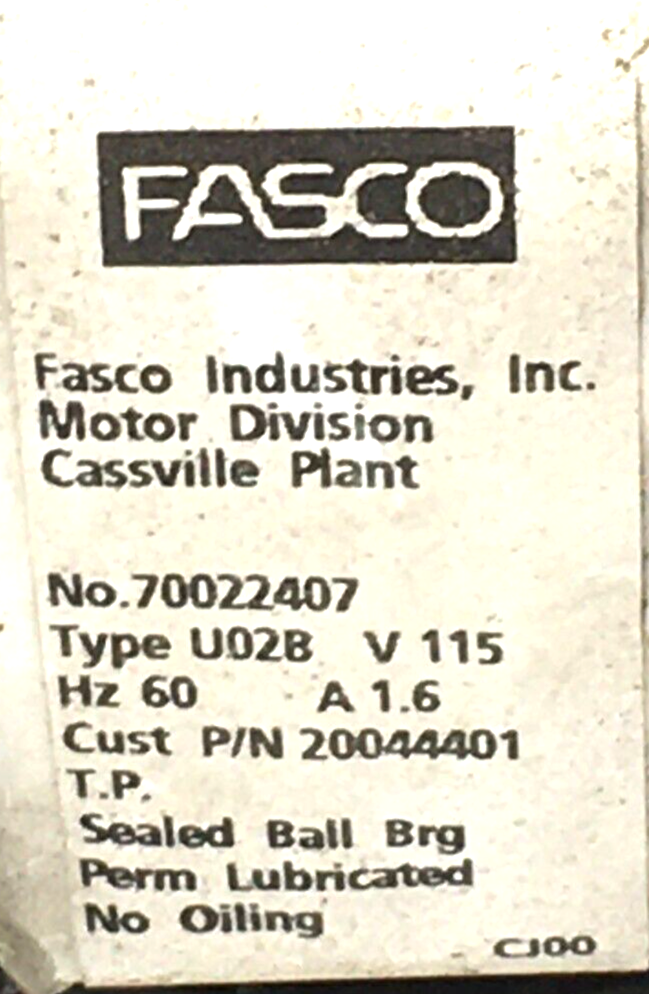 FASCO
Fasco Industries, Inc.
Motor Division
Cassville Plant
No.70022407
Type U02B V 115
Hz 60 A 1.6
Cust P/N 20044401
T.P.
Sealed Ball Brg
Perm Lubricated
No Oiling
CJ00